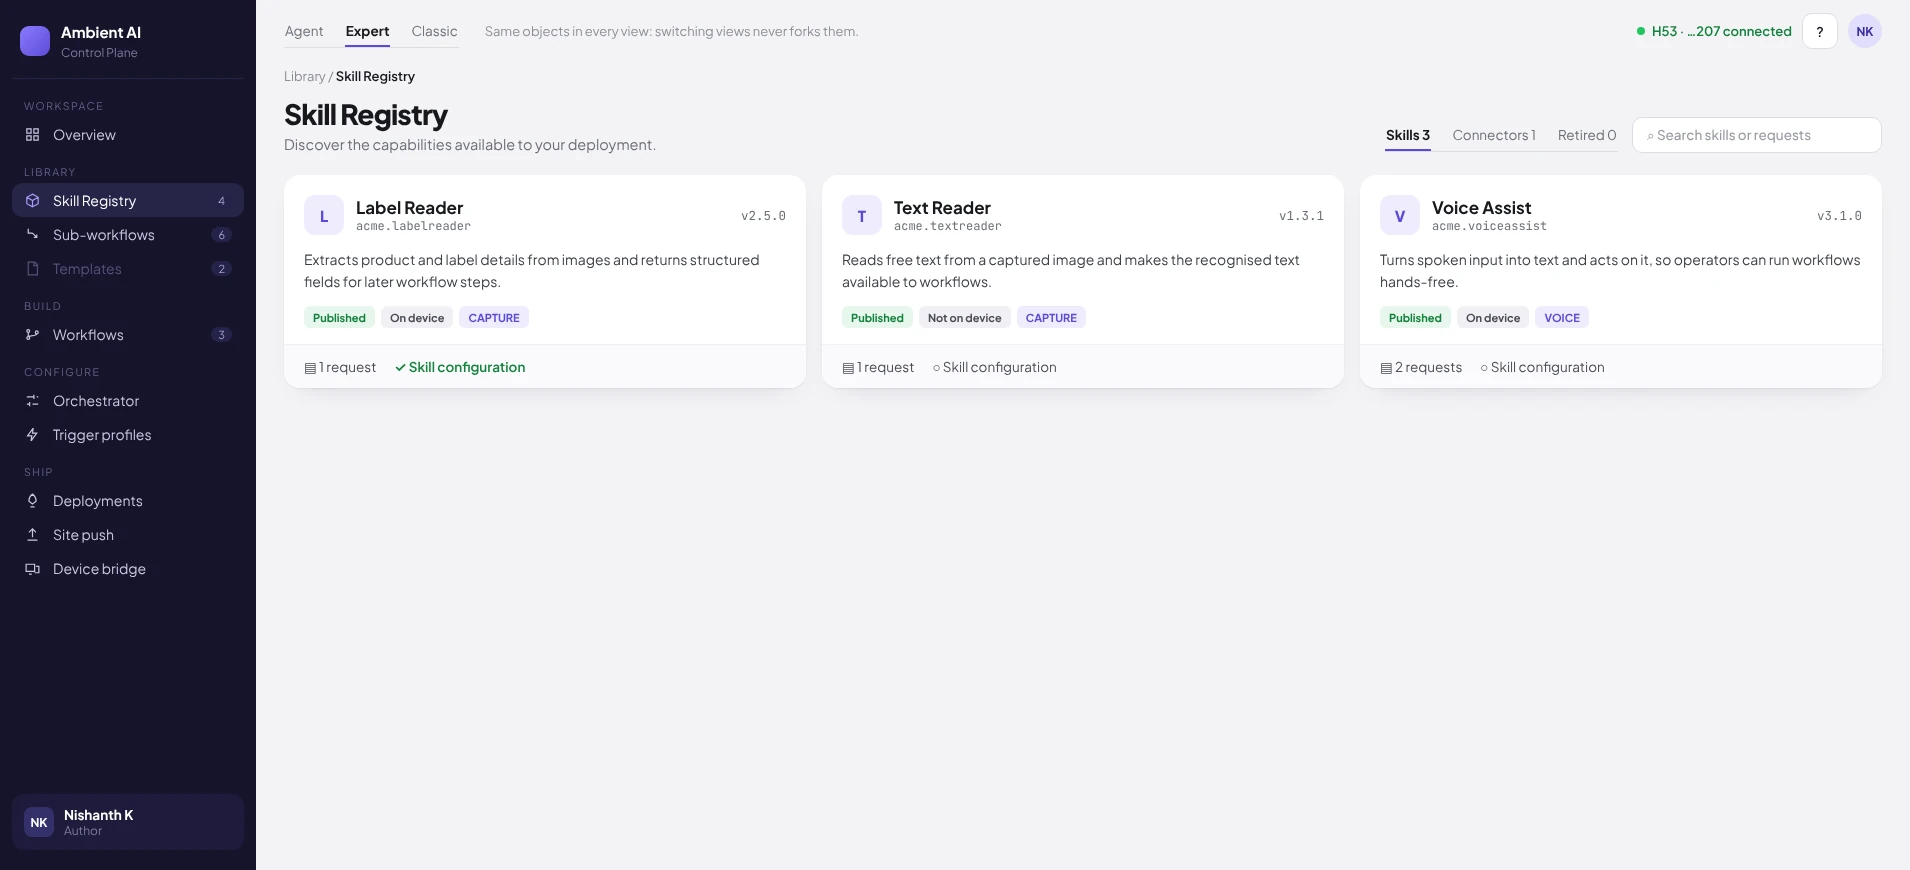 Ambient AI
Control Plane
WORKSPACE
Overview
LIBRARY
Skill Registry 4
Sub-workflows 6
Templates 2
BUILD
Workflows 3
CONFIGURE
Orchestrator
Trigger profiles
SHIP
Deployments
Site push
Device bridge
NK
Nishanth K
Author
Agent Expert Classic Same objects in every view: switching views never forks them.
H53 · …207 connected ? NK
Library / Skill Registry
Skill Registry
Discover the capabilities available to your deployment.
Skills 3 Connectors 1 Retired 0 Search skills or requests
L
Label Reader
acme.labelreader
v2.5.0
Extracts product and label details from images and returns structured
fields for later workflow steps.
Published On device CAPTURE
1 request ✓ Skill configuration
T
Text Reader
acme.textreader
v1.3.1
Reads free text from a captured image and makes the recognised text
available to workflows.
Published Not on device CAPTURE
1 request ○ Skill configuration
V
Voice Assist
acme.voiceassist
v3.1.0
Turns spoken input into text and acts on it, so operators can run workflows
hands-free.
Published On device VOICE
2 requests ○ Skill configuration